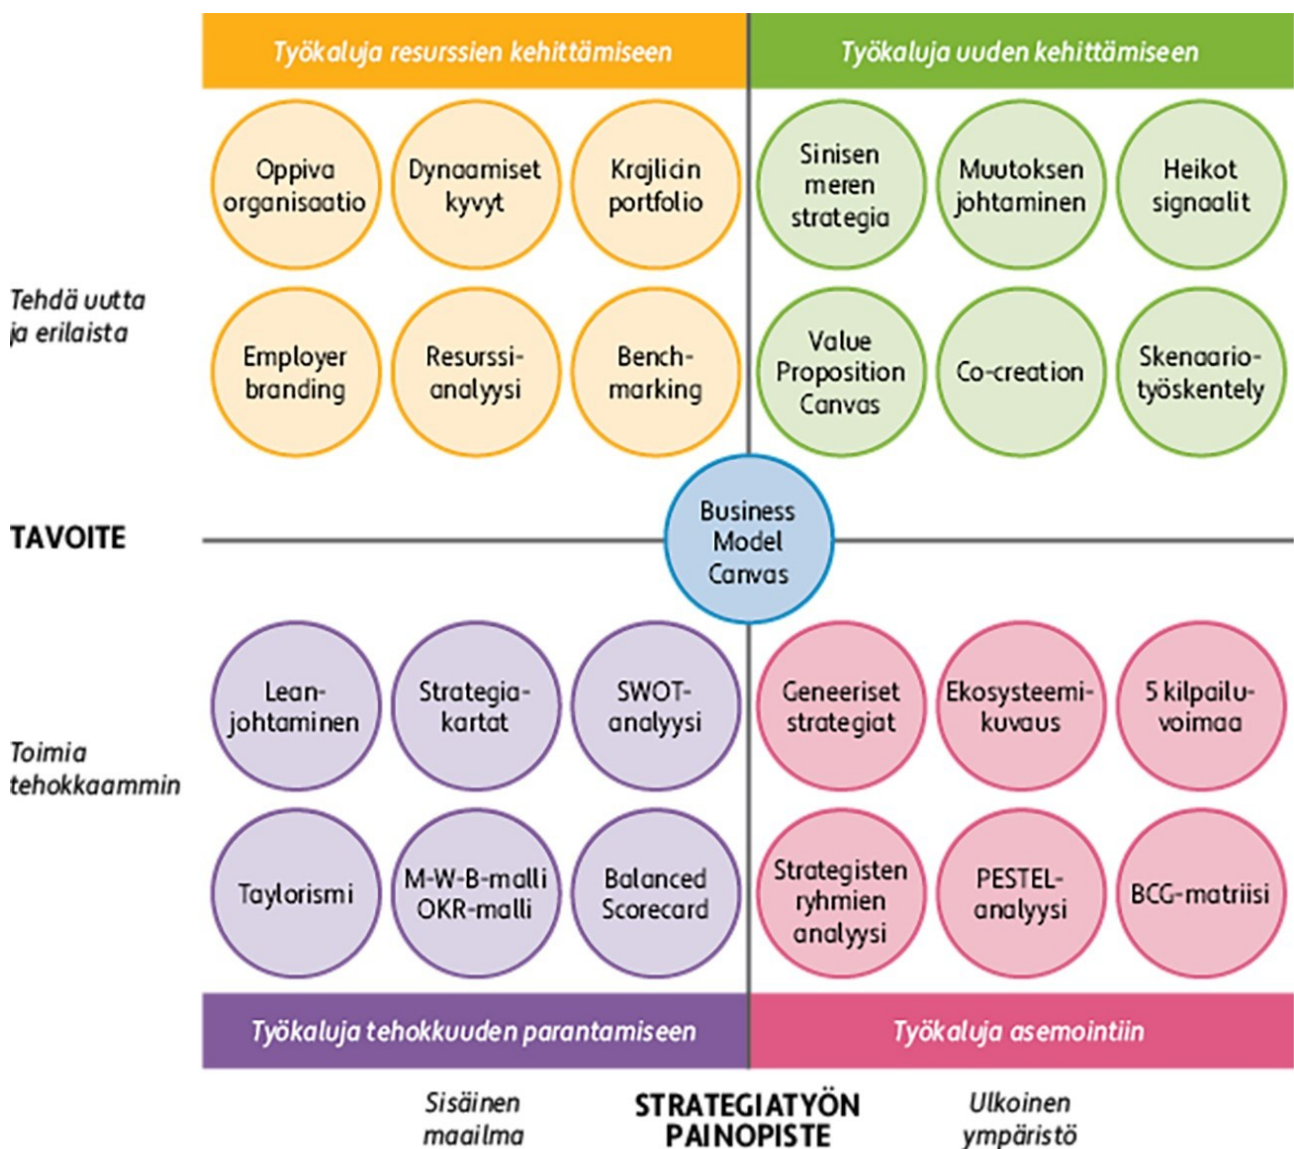 Työkaluja resurssien kehittämiseen
Työkaluja uuden kehittämiseen
Oppiva
organisaatio
Dynaamiset
kyvyt
Krajlicin
portfolio
Sinisen
meren
strategia
Muutoksen
johtaminen
Heikot
signaalit
Tehdä uutta
ja erilaista
Employer
branding
Resurssi-
analyysi
Bench-
marking
Value
Proposition
Canvas
Co-creation
Skenaario-
työskentely
TAVOITE
Business
Model
Canvas
Lean-
johtaminen
Strategia-
kartat
SWOT-
analyysi
Geneeriset
strategiat
Ekosysteemi-
kuvaus
5 kilpailu-
voimaa
Toimia
tehokkaammin
Taylorismi
M-W-B-malli
OKR-malli
Balanced
Scorecard
Strategisten
ryhmien
analyysi
PESTEL-
analyysi
BCG-matriisi
Työkaluja tehokkuuden parantamiseen
Työkaluja asemointiin
Sisäinen
maailma
STRATEGIATYÖN
PAINOPISTE
Ulkoinen
ympäristö